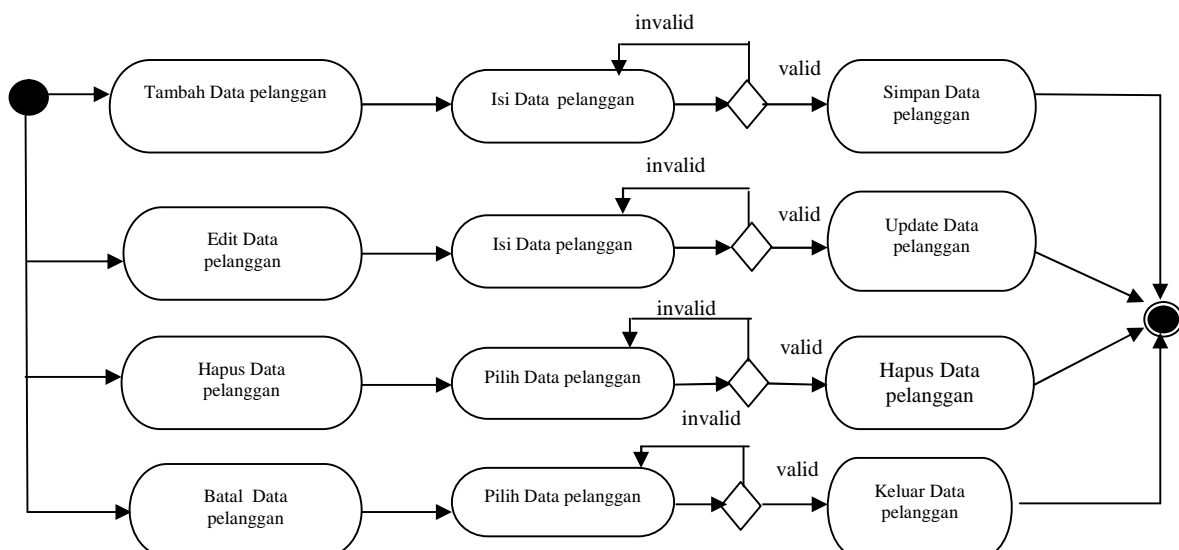 invalid
Tambah Data pelanggan
Isi Data pelanggan
valid
Simpan Data
pelanggan
invalid
Edit Data
pelanggan
Isi Data pelanggan
valid
Update Data
pelanggan
invalid
Hapus Data
pelanggan
Pilih Data pelanggan
valid
Hapus Data
pelanggan
invalid
Batal Data
pelanggan
Pilih Data pelanggan
valid
Keluar Data
pelanggan